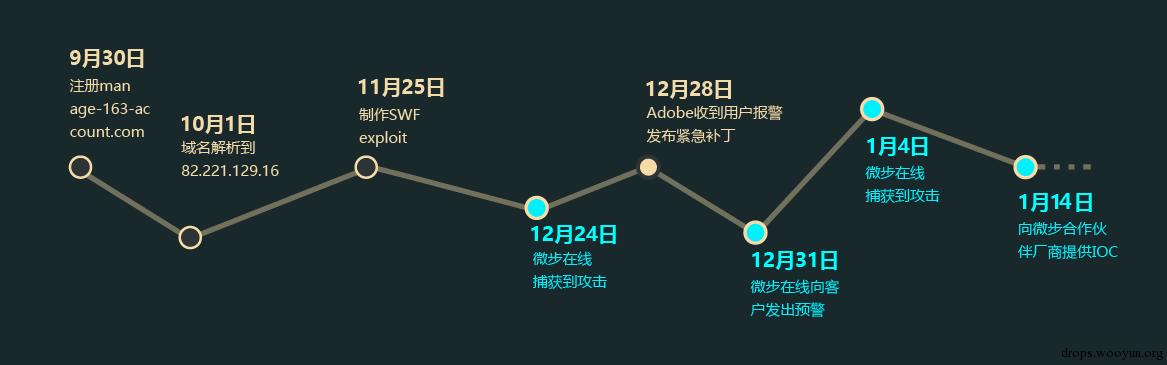 9月30日
注册man
age-163-ac
count.com
10月1日
域名解析到
82.221.129.16
11月25日
制作SWF
exploit
12月24日
微步在线
捕获到攻击
12月28日
Adobe收到用户报警
发布紧急补丁
12月31日
微步在线向客
户发出预警
1月4日
微步在线
捕获到攻击
1月14日
向微步合作伙
伴厂商提供IOC
drops.wooyun.org